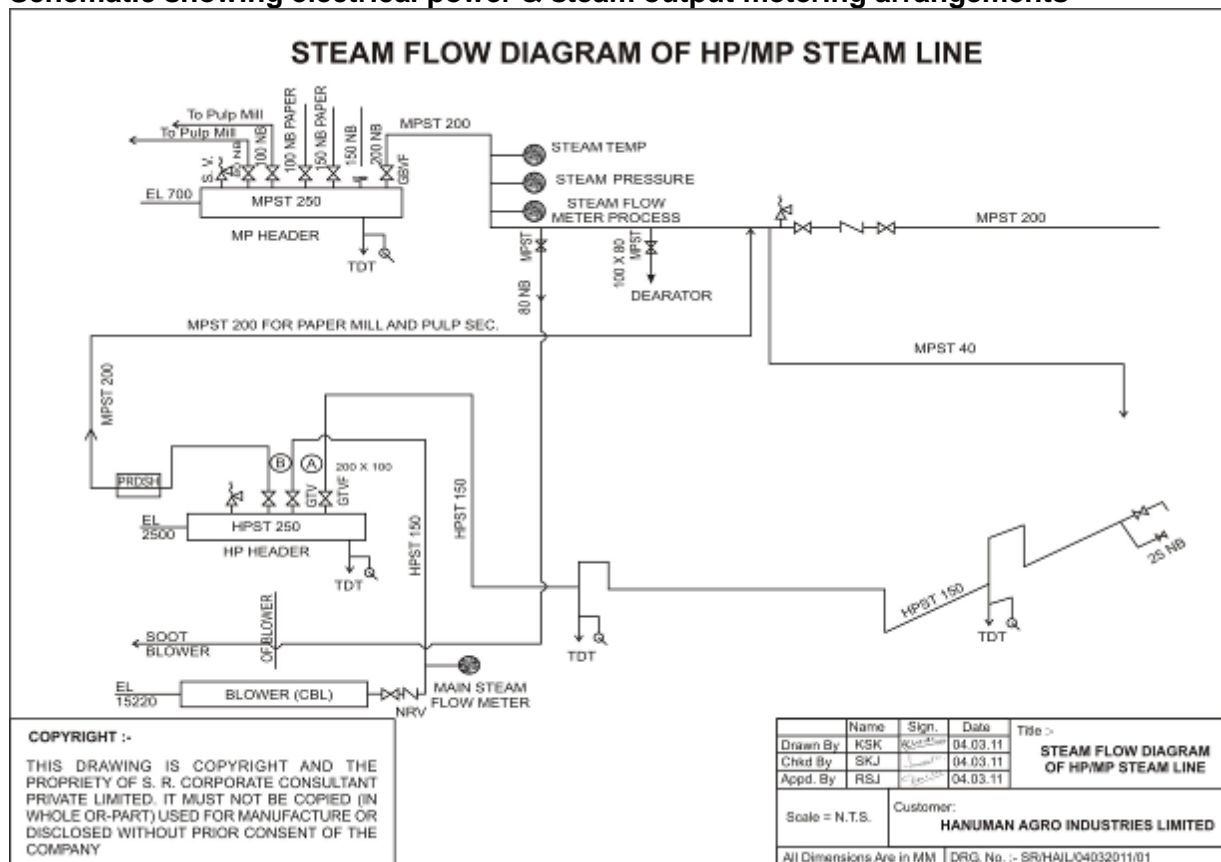 Schematic showing electrical power & steam output metering arrangements
STEAM FLOW DIAGRAM OF HP/MP STEAM LINE
To Pulp Mill
To Pulp Mill
S. V.
80 NB
100 NB
100 NB PAPER
150 NB PAPER
150 NB
200 NB
GBVF
MPST 200
STEAM TEMP
STEAM PRESSURE
STEAM FLOW
METER PROCESS
EL 700
MPST 250
MP HEADER
TDT
MPST
80 NB
100 X 80
MPST
DEARATOR
MPST 200
MPST 200 FOR PAPER MILL AND PULP SEC.
MPST 40
MPST 200
PRDSH
B
A
200 X 100
GTV
GTVF
EL
2500
HPST 250
HP HEADER
TDT
HPST 150
HPST 150
HPST 150
25 NB
TDT
TDT
SOOT
BLOWER
OF BLOWER
EL
15220
BLOWER (CBL)
NRV
MAIN STEAM
FLOW METER
COPYRIGHT :-
THIS DRAWING IS COPYRIGHT AND THE
PROPRIETY OF S. R. CORPORATE CONSULTANT
PRIVATE LIMITED. IT MUST NOT BE COPIED (IN
WHOLE OR-PART) USED FOR MANUFACTURE OR
DISCLOSED WITHOUT PRIOR CONSENT OF THE
COMPANY
Name Sign. Date
Drawn By KSK 04.03.11
Chkd By SKJ 04.03.11
Appd. By RSJ 04.03.11
Title :-
STEAM FLOW DIAGRAM
OF HP/MP STEAM LINE
Scale = N.T.S.
Customer:
HANUMAN AGRO INDUSTRIES LIMITED
All Dimensions Are in MM
DRG. No. :- SR/HAIL/04032011/01